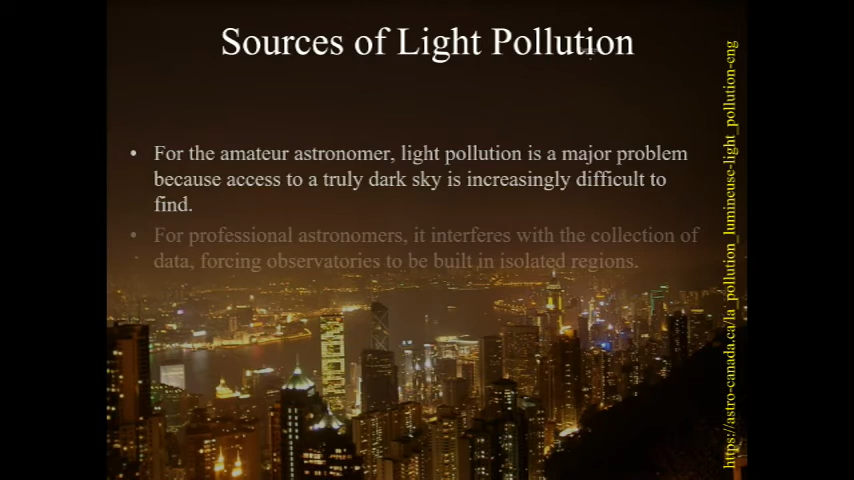 Sources of Light Pollution
• For the amateur astronomer, light pollution is a major problem
because access to a truly dark sky is increasingly difficult to
find.
• For professional astronomers, it interferes with the collection of
data, forcing observatories to be built in isolated regions.
https://astro-canada.ca/la_pollution_lumineuse-light_pollution-eng